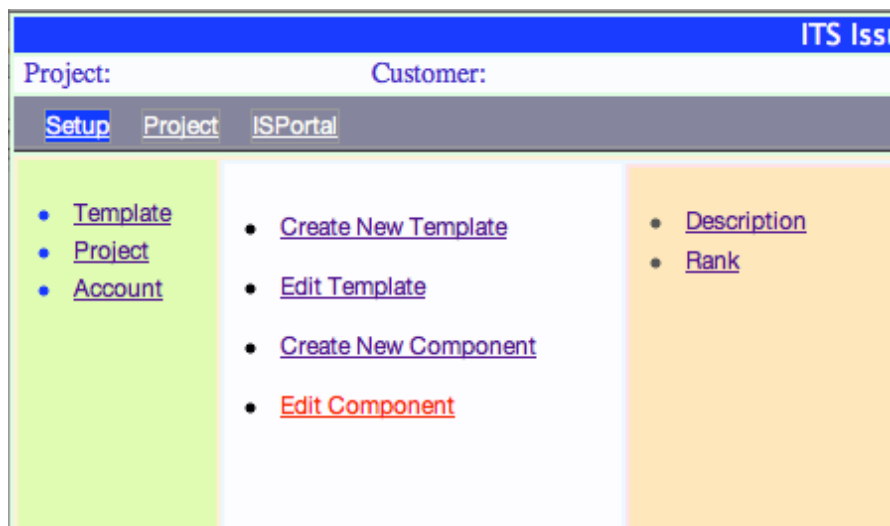 ITS Iss
Project: Customer:
Setup Project ISPortal
Template
Project
Account
Create New Template
Edit Template
Create New Component
Edit Component
Description
Rank